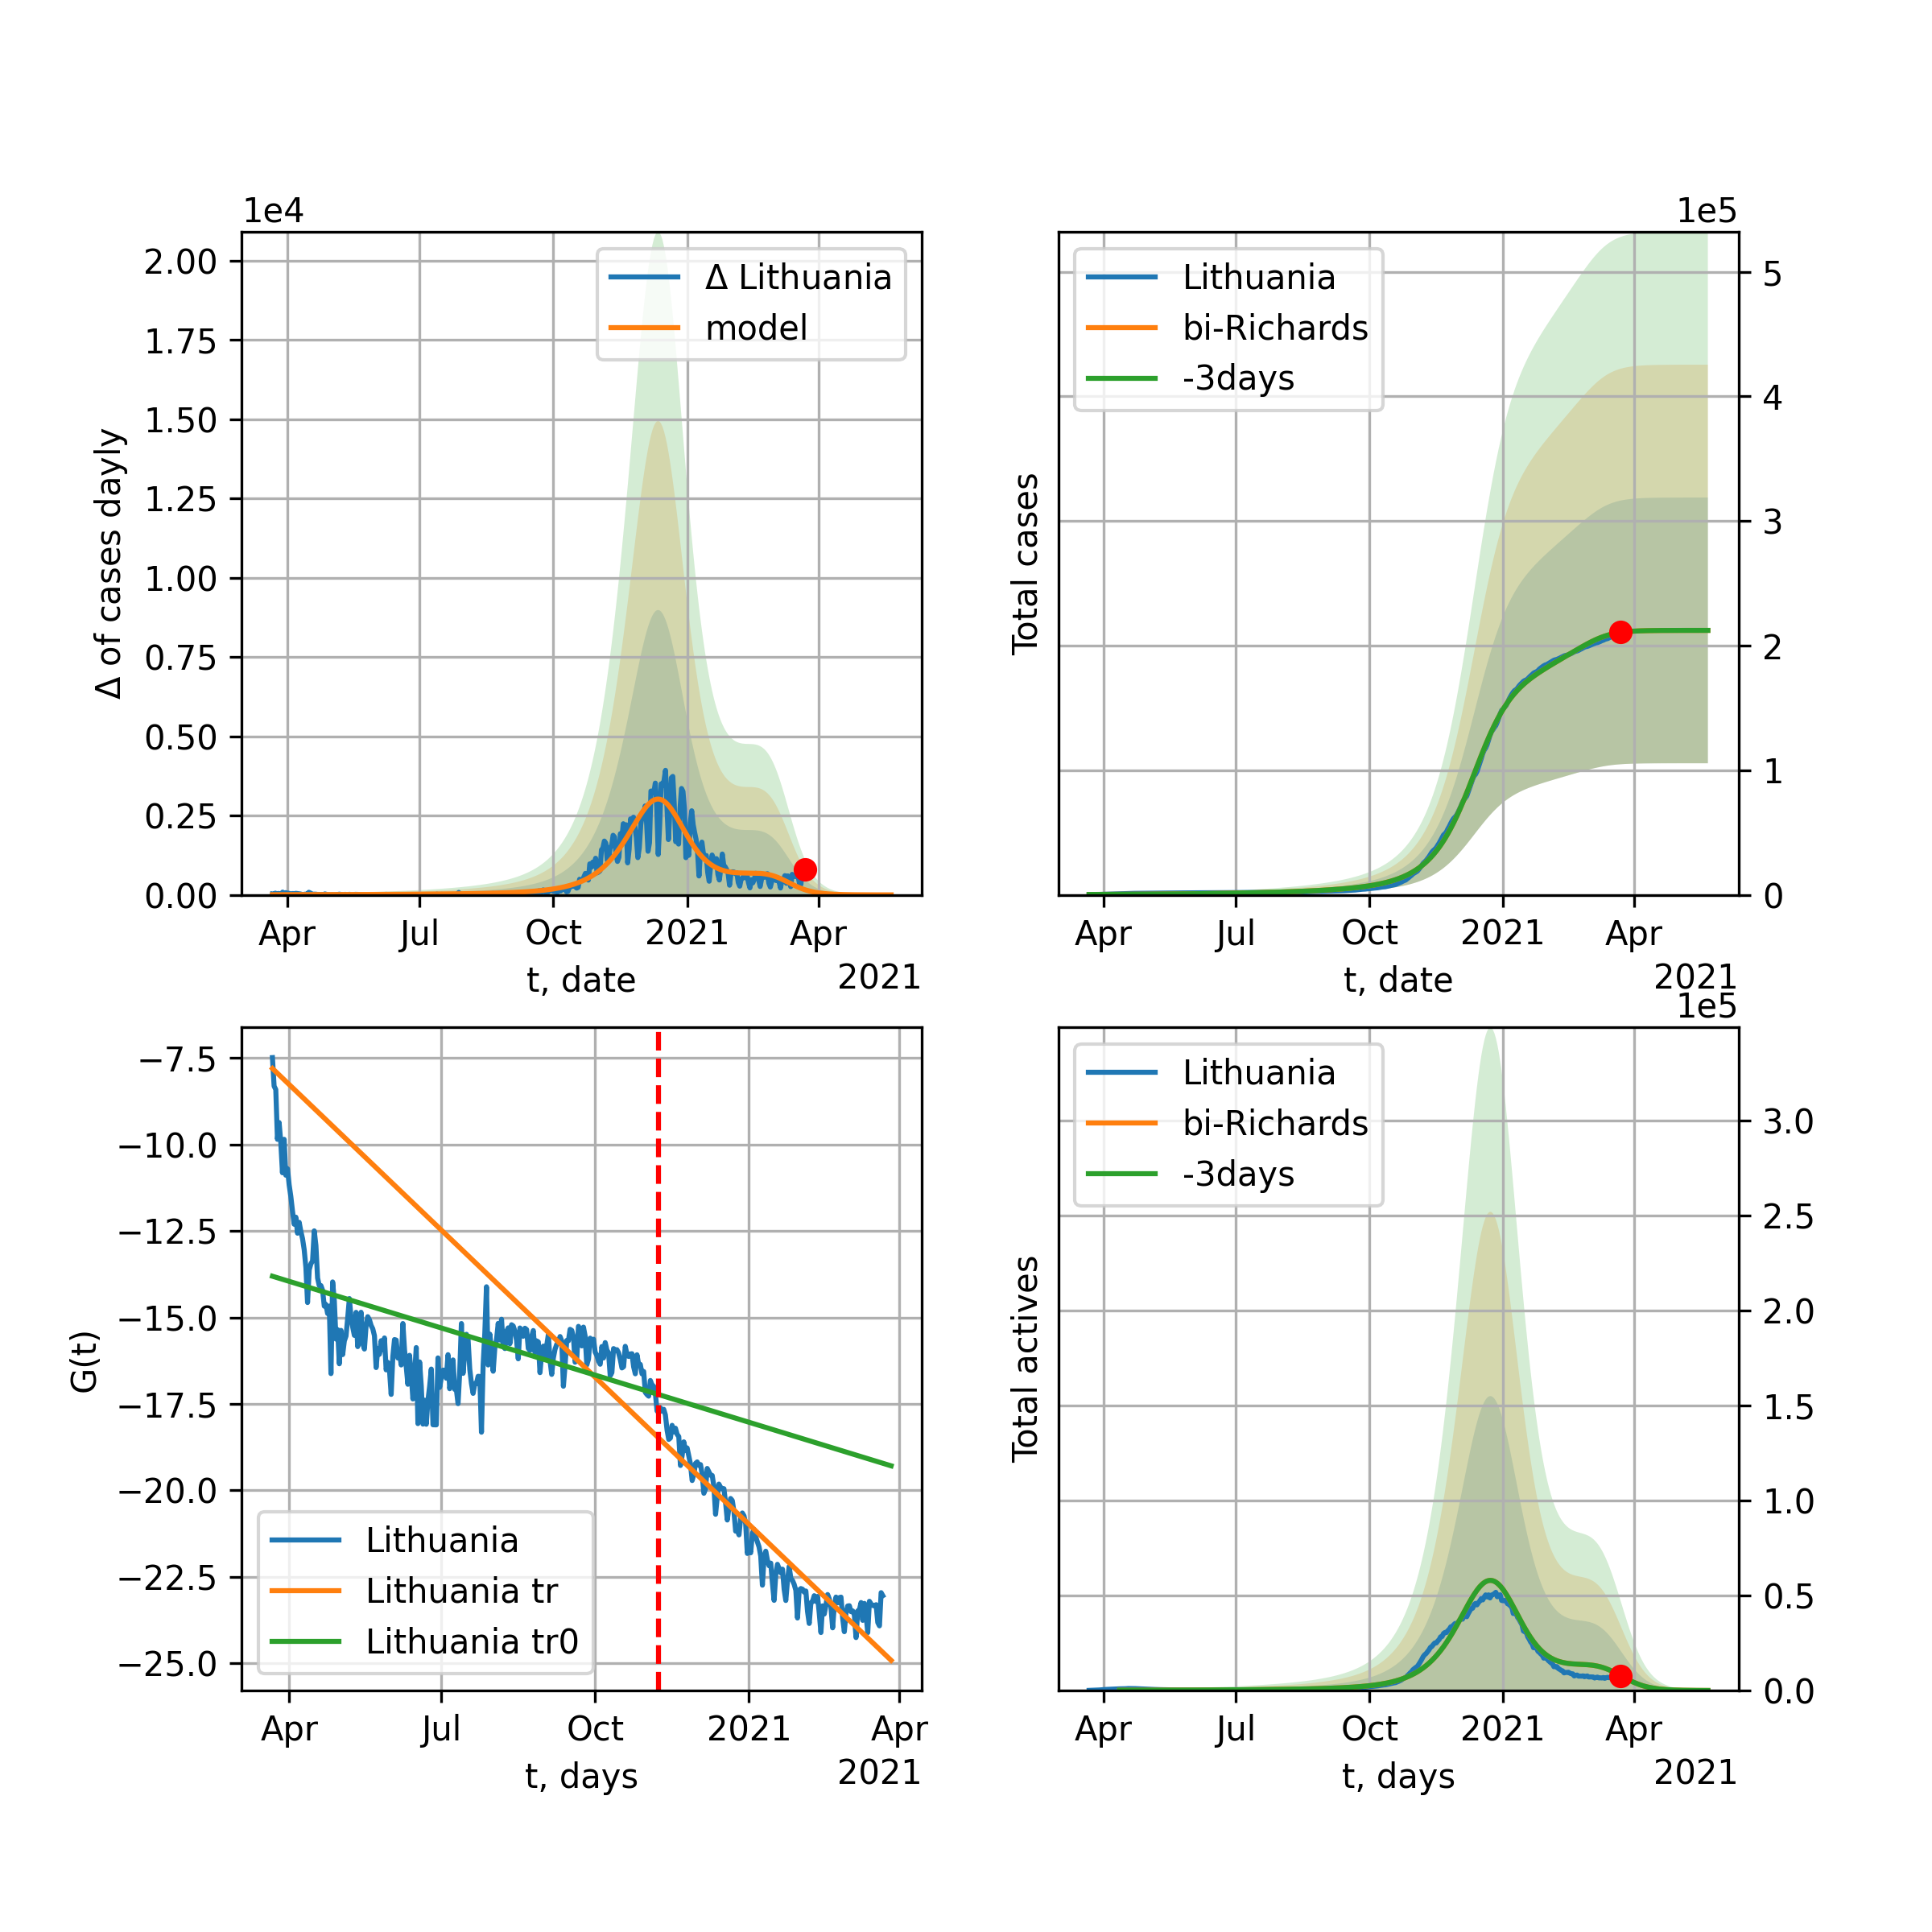 1e4
2.00
1.75
1.50
1.25
1.00
0.75
0.50
0.25
0.00
Δ of cases dayly
Δ Lithuania
model
Apr Jul Oct 2021 Apr
t, date
2021
1e5
Lithuania
bi-Richards
-3days
Total cases
5
4
3
2
1
0
Apr Jul Oct 2021 Apr
t, date
2021
−7.5
−10.0
−12.5
−15.0
−17.5
−20.0
−22.5
−25.0
G(t)
Lithuania
Lithuania tr
Lithuania tr0
Apr Jul Oct 2021 Apr
t, days
2021
1e5
Lithuania
bi-Richards
-3days
Total actives
3.0
2.5
2.0
1.5
1.0
0.5
0.0
Apr Jul Oct 2021 Apr
t, days
2021